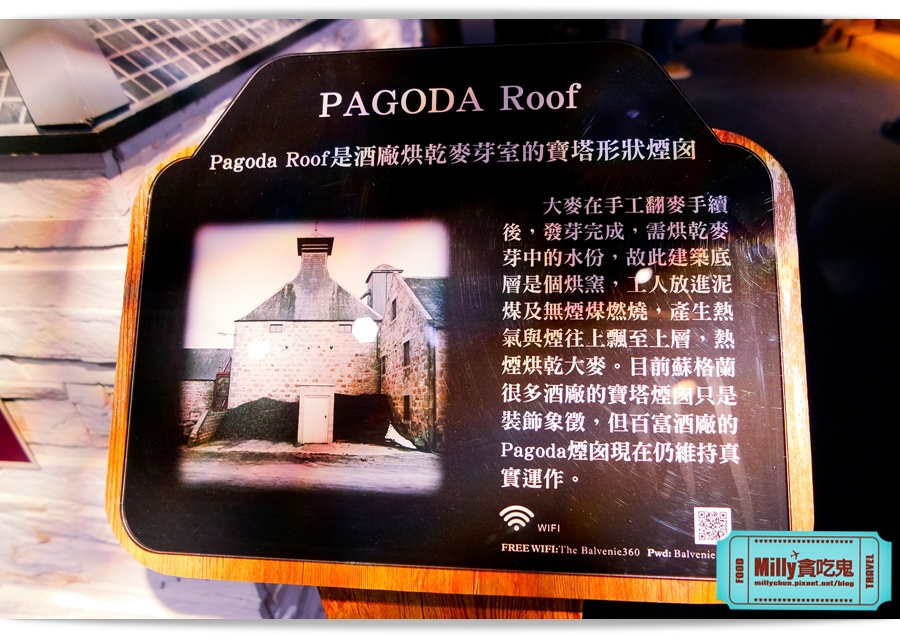 PAGODA Roof
Pagoda Roof是酒廠烘乾麥芽室的寶塔形狀煙囪
大麥在手工翻麥手續
後，發芽完成，需烘乾麥
芽中的水份，故此建築底
層是個烘窯，工人放進泥
煤及無煙煤燃燒，產生熱
氣與煙往上飄至上層，熱
煙烘乾大麥。目前蘇格蘭
很多酒廠的寶塔煙囪只是
裝飾象徵，但百富酒廠的
Pagoda煙囪現在仍維持真
實運作。
WIFI
FREE WIFI:The Balvenie360 Pwd: Balvenie
FOOD
Milly貪吃鬼
millychun.pixnet.net/blog
TRAVEL